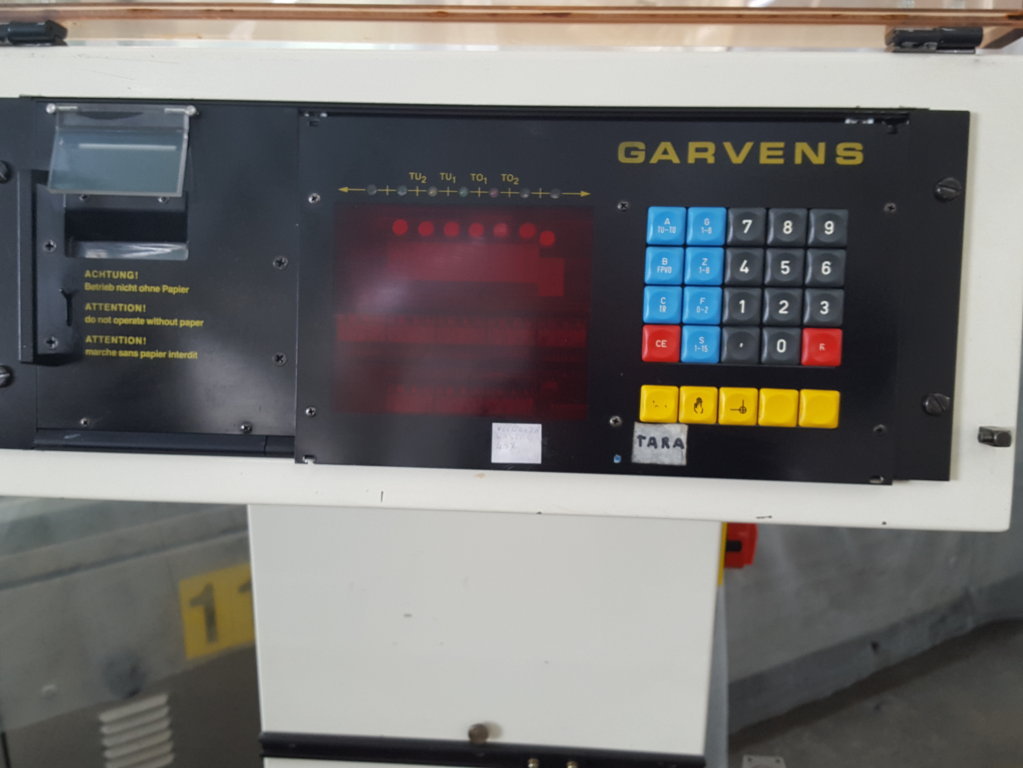 GARVENS
TU2 TU1 TO1 TO2
A
TU-TO
G
1-8
7
8
9
B
FPVO
Z
1-8
4
5
6
C
TR
F
0-2
1
2
3
CE
S
1-15
,
0
ACHTUNG!
Betrieb nicht ohne Papier
ATTENTION!
do not operate without paper
ATTENTION!
marche sans papier interdit
TARA
11